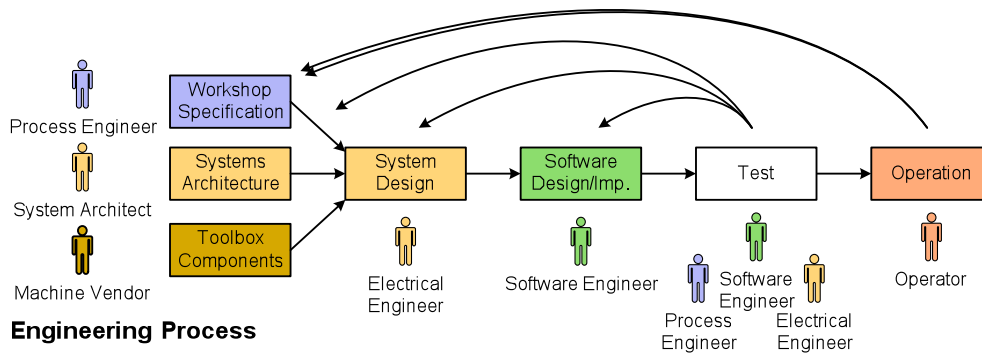 Process Engineer
Workshop
Specification
System Architect
Systems
Architecture
Machine Vendor
Toolbox
Components
System
Design
Electrical
Engineer
Software
Design/Imp.
Software Engineer
Test
Process
Engineer
Software
Engineer
Electrical
Engineer
Operation
Operator
Engineering Process